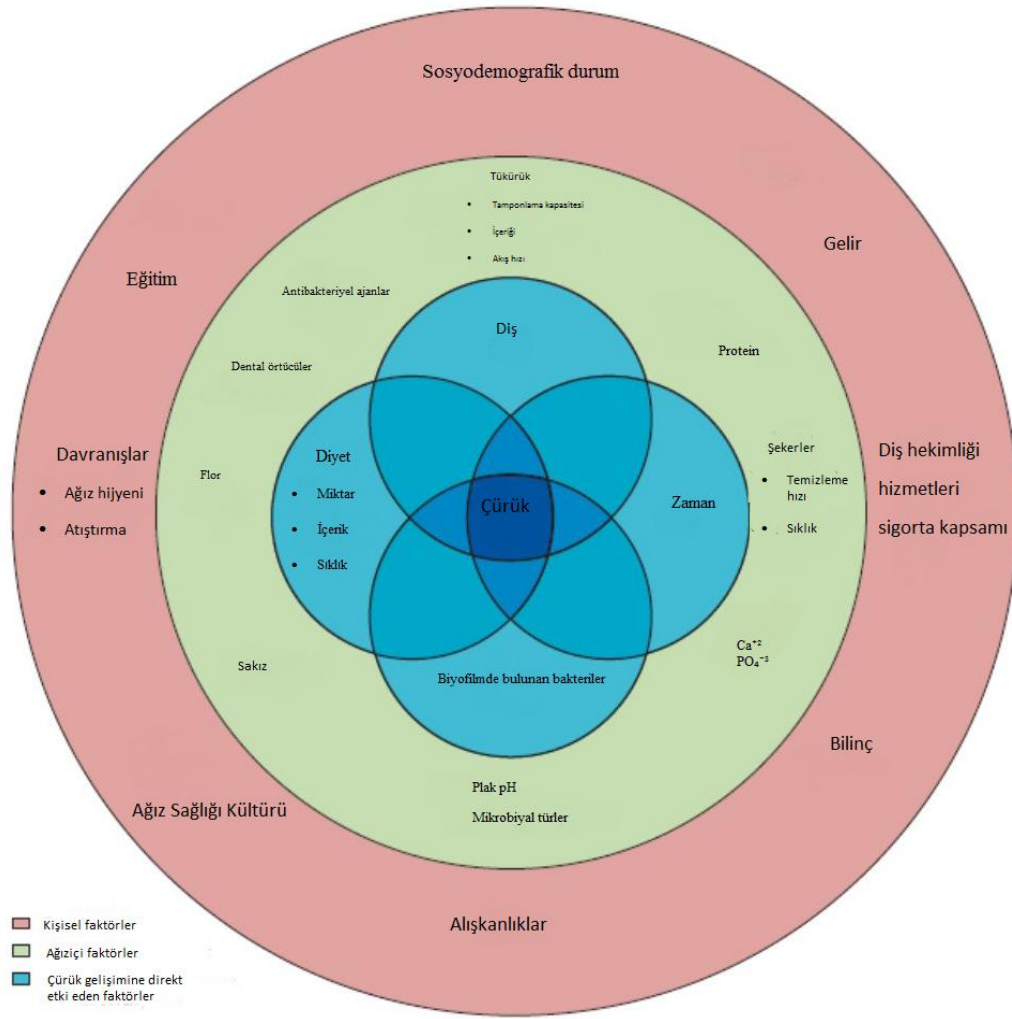 Sosyodemografik durum
Tükürük
• Tamponlama kapasitesi
• İçeriği
• Akış hızı
Gelir
Eğitim
Antibakteriyel ajanlar
Diş
Protein
Dental örtücüler
Davranışlar
• Ağız hijyeni
• Atıştırma
Flor
Diyet
• Miktar
• İçerik
• Sıklık
Çürük
Zaman
Şekerler
• Temizleme
hızı
• Sıklık
Diş hekimliği
hizmetleri
sigorta kapsamı
Sakız
Biyofilmde bulunan bakteriler
Ca⁺²
PO₄⁻³
Bilinç
Plak pH
Mikrobiyal türler
Ağız Sağlığı Kültürü
Alışkanlıklar
Kişisel faktörler
Ağıziçi faktörler
Çürük gelişimine direkt
etki eden faktörler